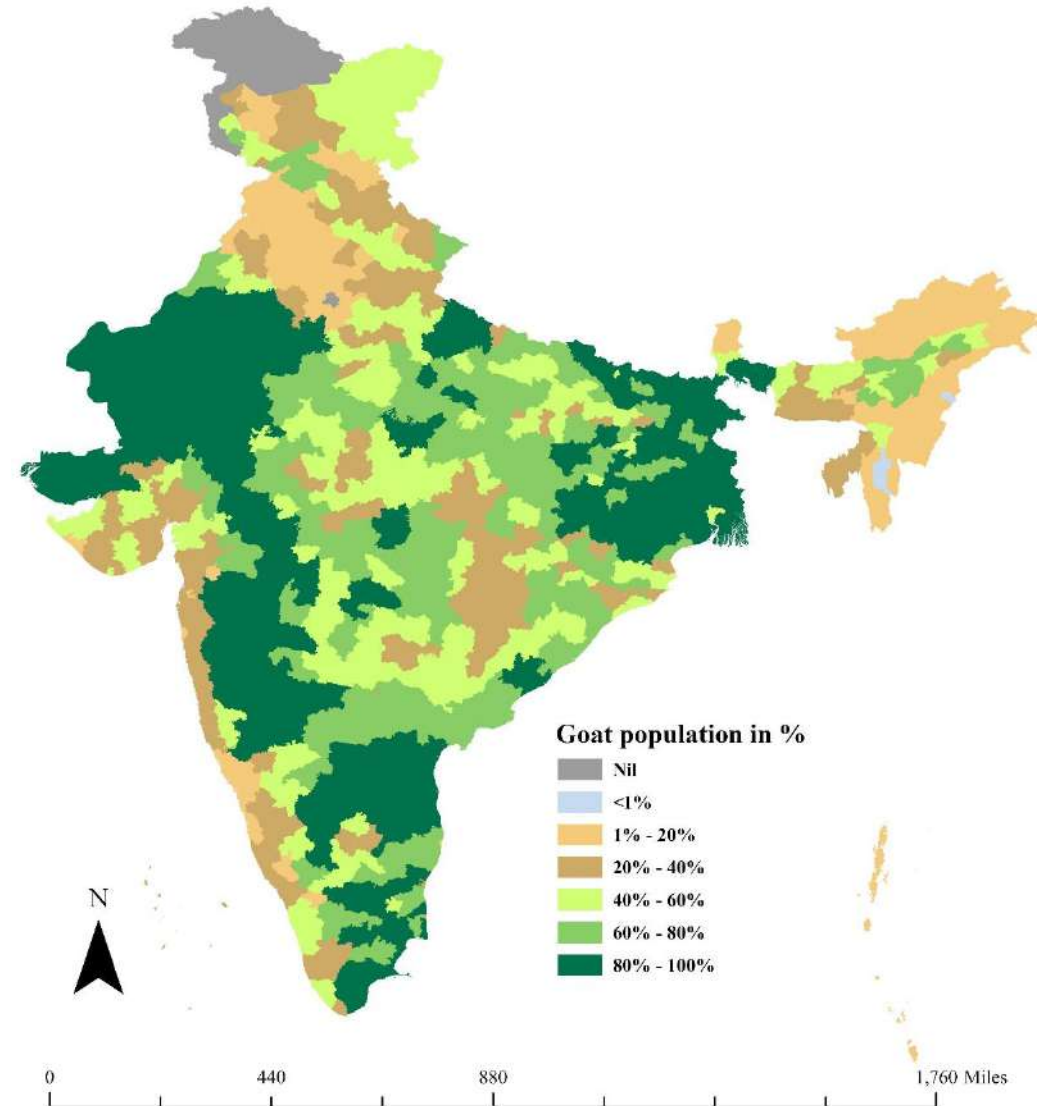 Goat population in %
Nil
<1%
1% - 20%
20% - 40%
40% - 60%
60% - 80%
80% - 100%
N
0 440 880 1,760 Miles